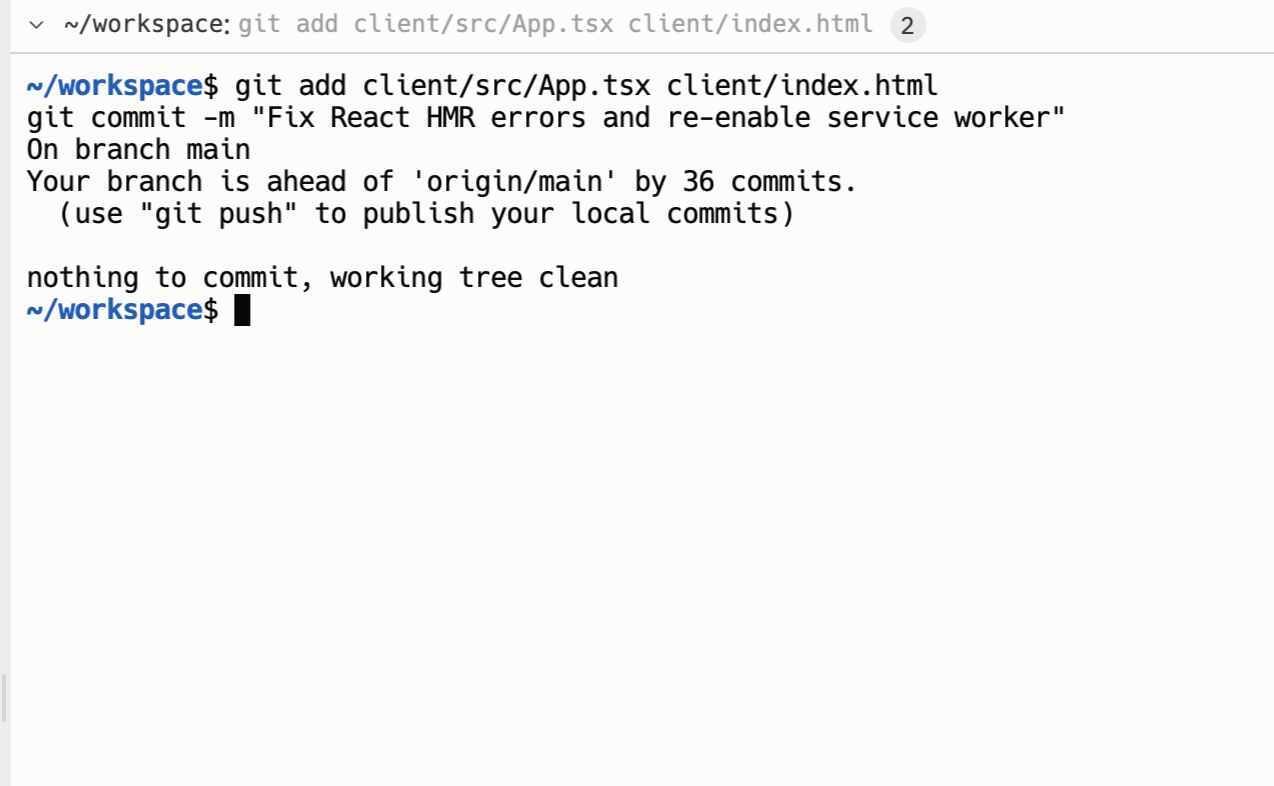 ~/workspace: git add client/src/App.tsx client/index.html 2
~/workspace$ git add client/src/App.tsx client/index.html
git commit -m "Fix React HMR errors and re-enable service worker"
On branch main
Your branch is ahead of 'origin/main' by 36 commits.
  (use "git push" to publish your local commits)

nothing to commit, working tree clean
~/workspace$